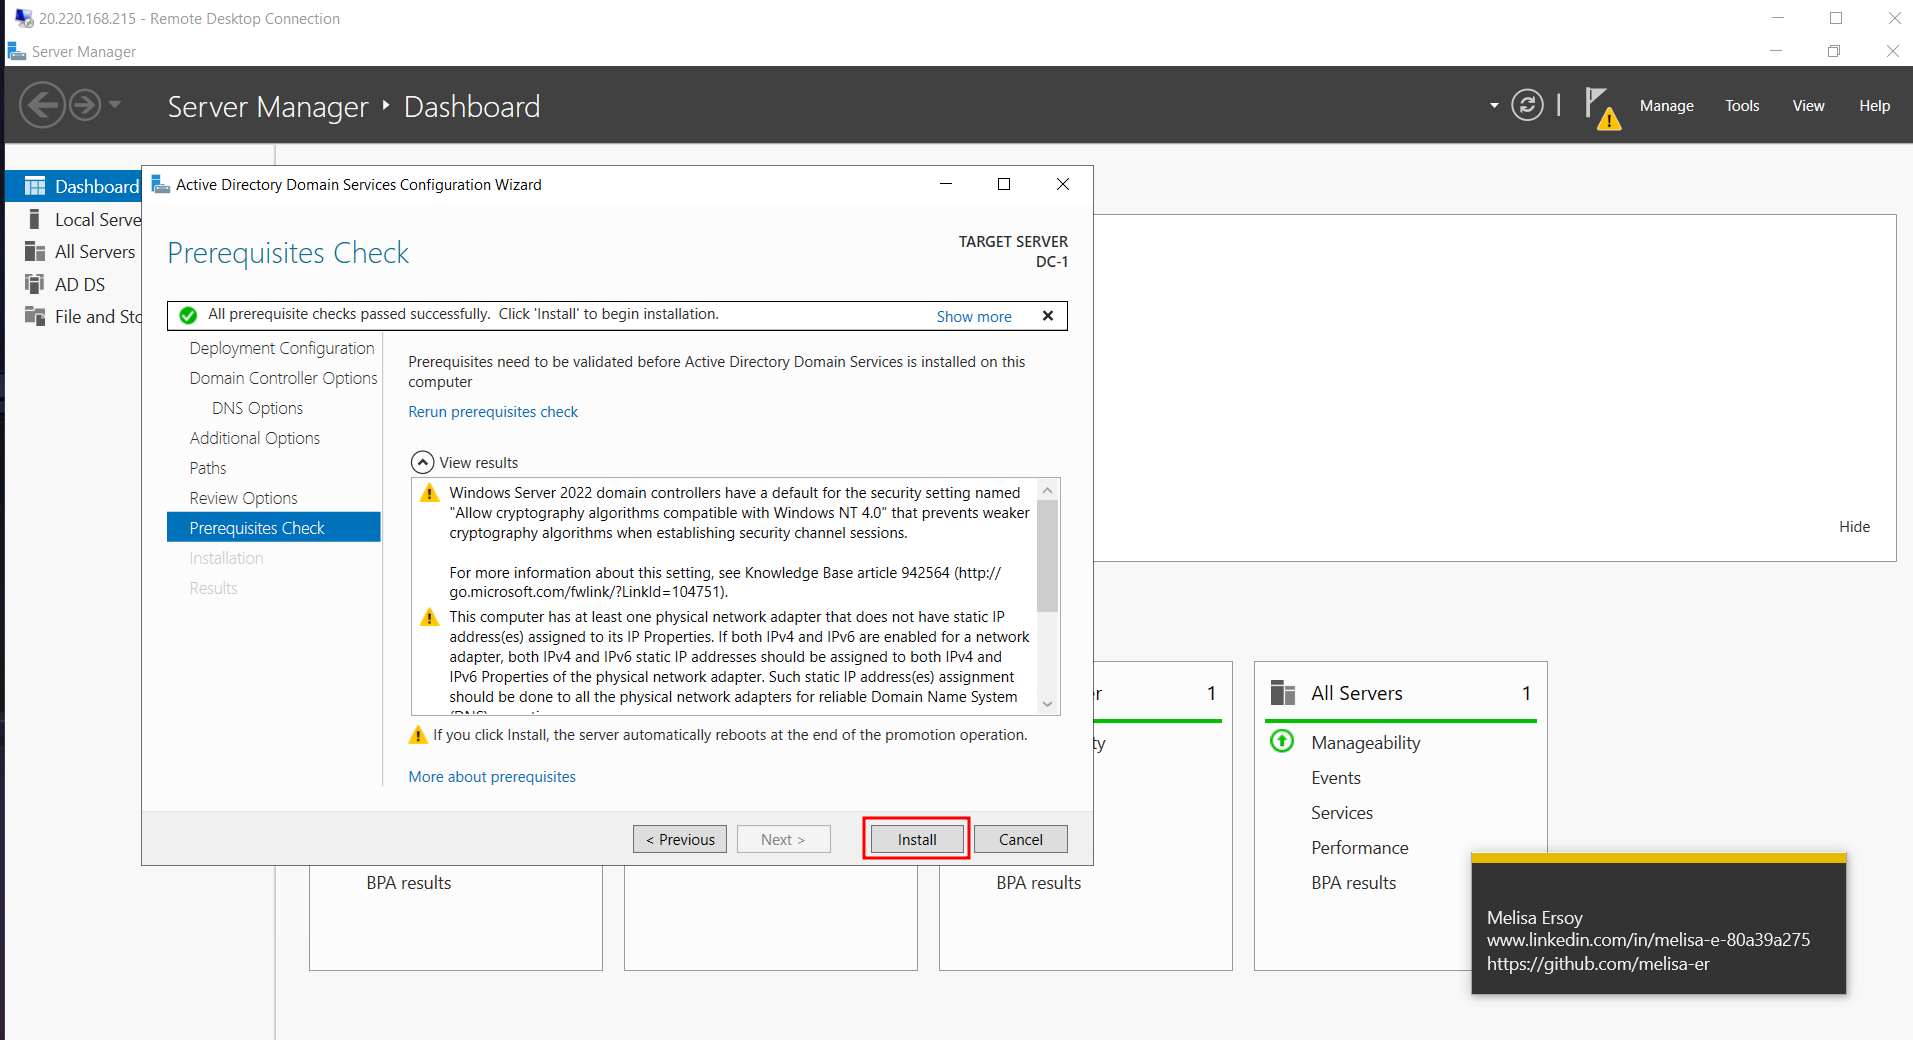 20.220.168.215 - Remote Desktop Connection
Server Manager
Server Manager ‣ Dashboard
Manage
Tools
View
Help
Dashboard
Local Serve
All Servers
AD DS
File and Sto
Active Directory Domain Services Configuration Wizard
Prerequisites Check
TARGET SERVER
DC-1
All prerequisite checks passed successfully.  Click 'Install' to begin installation.
Show more
Deployment Configuration
Domain Controller Options
DNS Options
Additional Options
Paths
Review Options
Prerequisites Check
Installation
Results
Prerequisites need to be validated before Active Directory Domain Services is installed on this
computer
Rerun prerequisites check
View results
Windows Server 2022 domain controllers have a default for the security setting named
"Allow cryptography algorithms compatible with Windows NT 4.0" that prevents weaker
cryptography algorithms when establishing security channel sessions.
For more information about this setting, see Knowledge Base article 942564 (http://
go.microsoft.com/fwlink/?LinkId=104751).
This computer has at least one physical network adapter that does not have static IP
address(es) assigned to its IP Properties. If both IPv4 and IPv6 are enabled for a network
adapter, both IPv4 and IPv6 static IP addresses should be assigned to both IPv4 and
IPv6 Properties of the physical network adapter. Such static IP address(es) assignment
should be done to all the physical network adapters for reliable Domain Name System
If you click Install, the server automatically reboots at the end of the promotion operation.
More about prerequisites
< Previous
Next >
Install
Cancel
Hide
r
1
ty
BPA results
BPA results
All Servers
1
Manageability
Events
Services
Performance
BPA results
Melisa Ersoy
www.linkedin.com/in/melisa-e-80a39a275
https://github.com/melisa-er